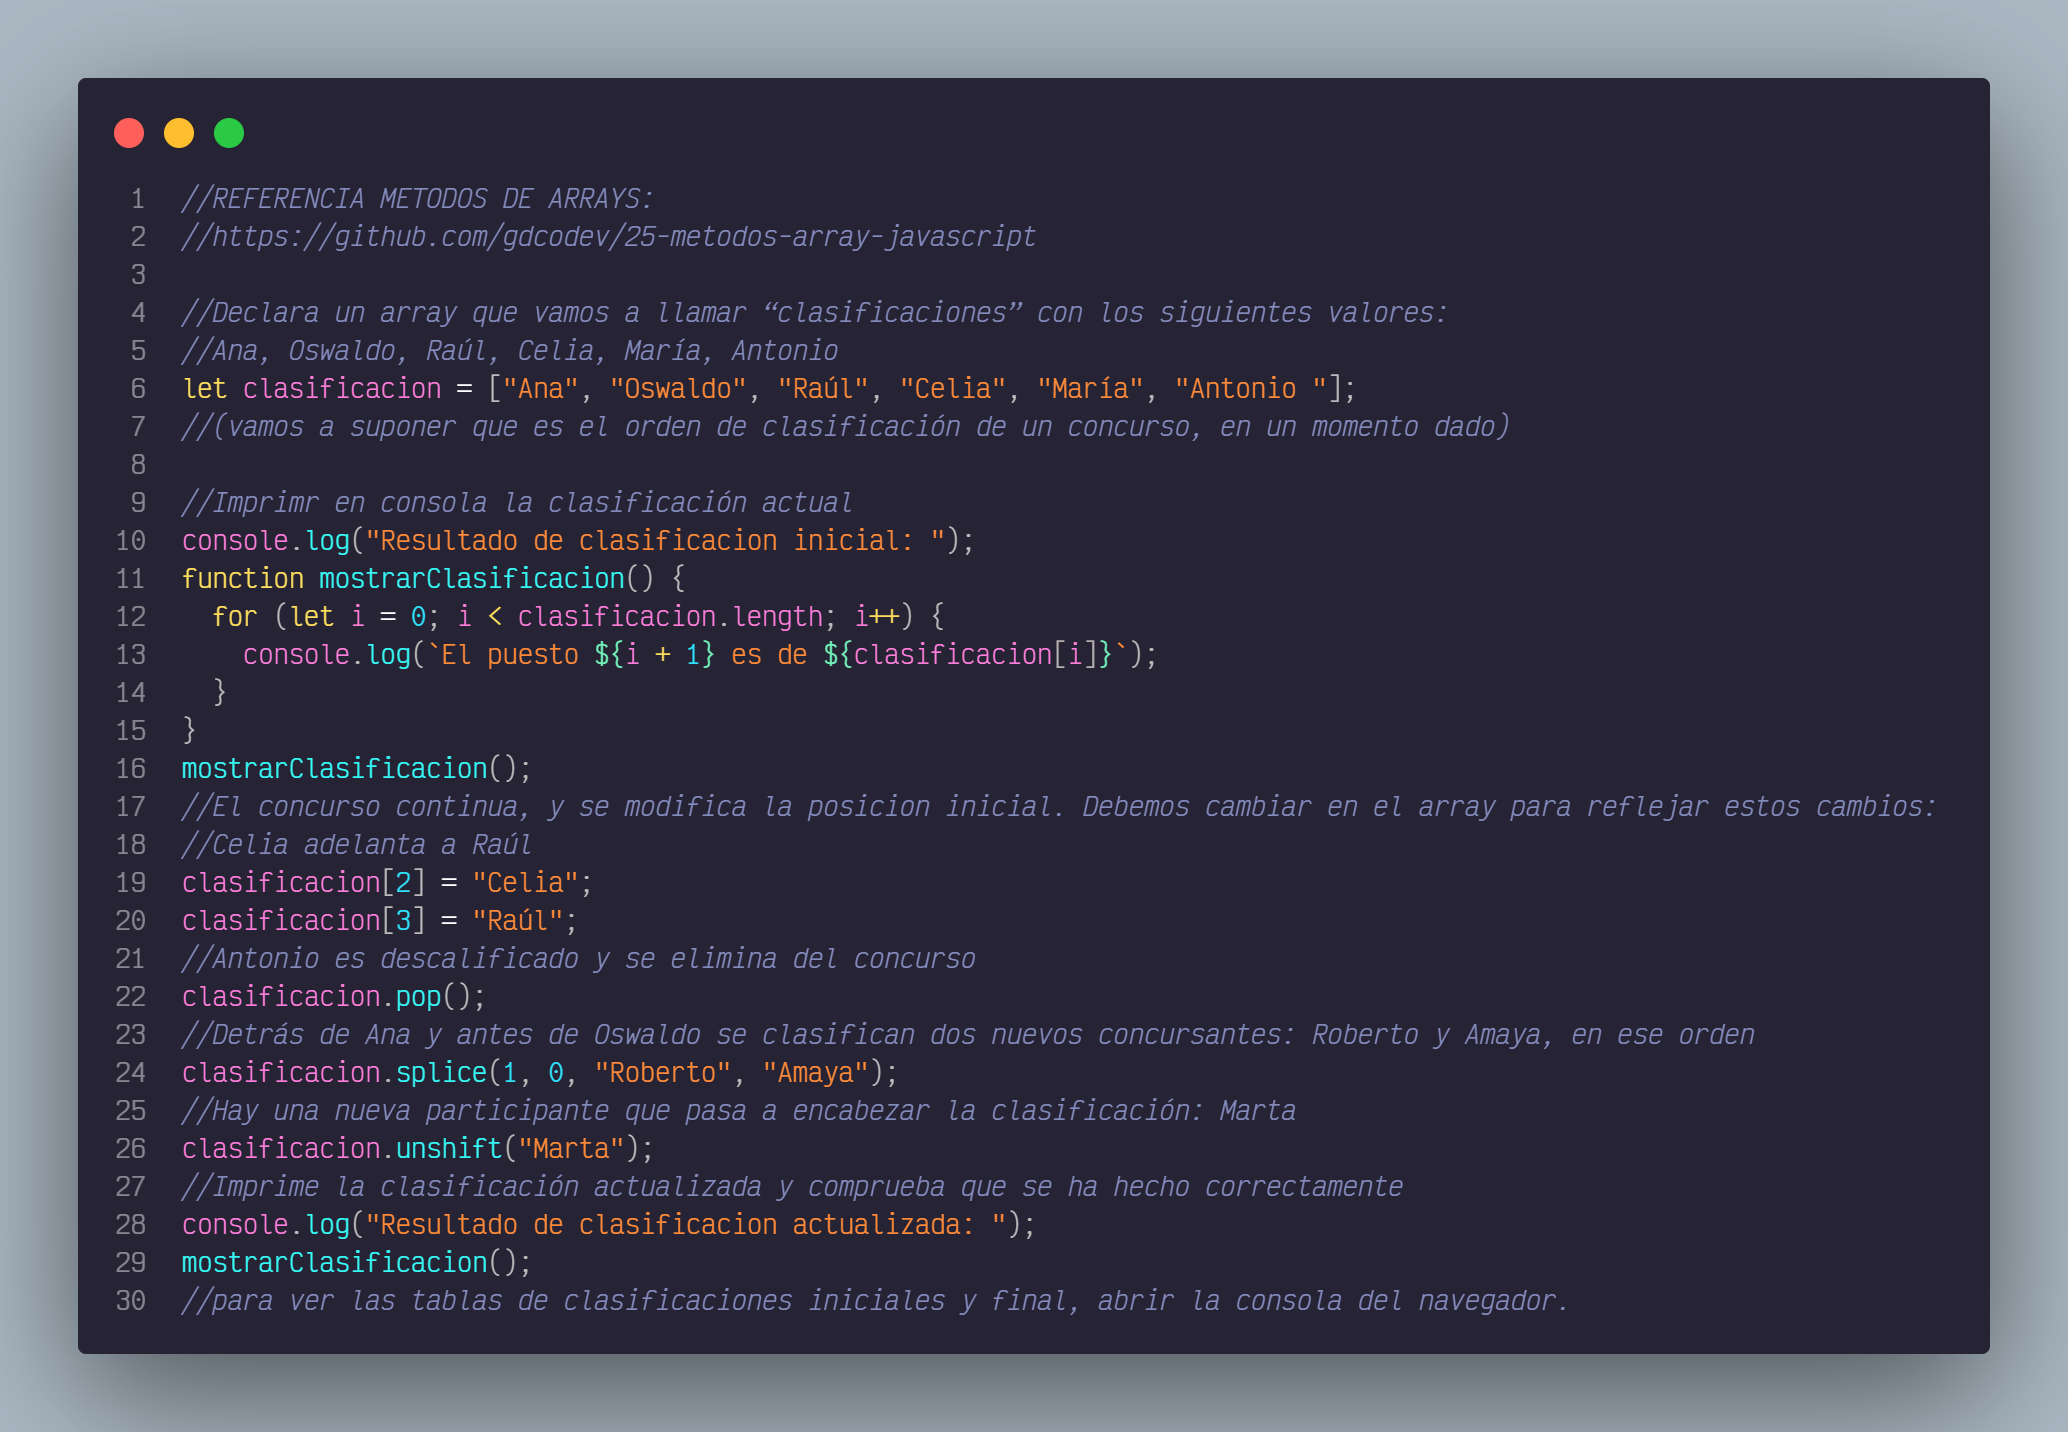 1 //REFERENCIA METODOS DE ARRAYS:
2 //https://github.com/gdcodev/25-metodos-array-javascript
3
4 //Declara un array que vamos a llamar “clasificaciones” con los siguientes valores:
5 //Ana, Oswaldo, Raúl, Celia, María, Antonio
6 let clasificacion = ["Ana", "Oswaldo", "Raúl", "Celia", "María", "Antonio "];
7 //(vamos a suponer que es el orden de clasificación de un concurso, en un momento dado)
8
9 //Imprimr en consola la clasificación actual
10 console.log("Resultado de clasificacion inicial: ");
11 function mostrarClasificacion() {
12   for (let i = 0; i < clasificacion.length; i++) {
13     console.log(`El puesto ${i + 1} es de ${clasificacion[i]}`);
14   }
15 }
16 mostrarClasificacion();
17 //El concurso continua, y se modifica la posicion inicial. Debemos cambiar en el array para reflejar estos cambios:
18 //Celia adelanta a Raúl
19 clasificacion[2] = "Celia";
20 clasificacion[3] = "Raúl";
21 //Antonio es descalificado y se elimina del concurso
22 clasificacion.pop();
23 //Detrás de Ana y antes de Oswaldo se clasifican dos nuevos concursantes: Roberto y Amaya, en ese orden
24 clasificacion.splice(1, 0, "Roberto", "Amaya");
25 //Hay una nueva participante que pasa a encabezar la clasificación: Marta
26 clasificacion.unshift("Marta");
27 //Imprime la clasificación actualizada y comprueba que se ha hecho correctamente
28 console.log("Resultado de clasificacion actualizada: ");
29 mostrarClasificacion();
30 //para ver las tablas de clasificaciones iniciales y final, abrir la consola del navegador.